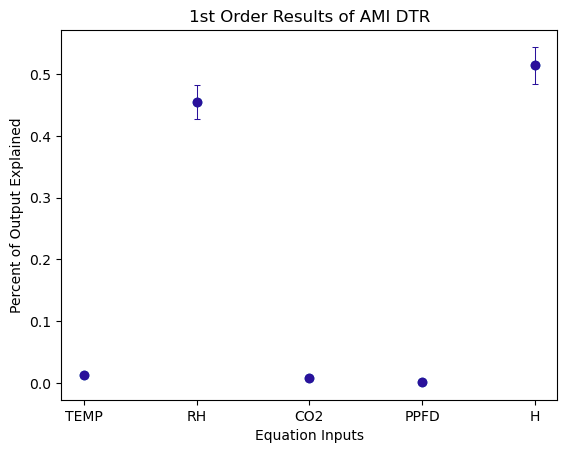 1st Order Results of AMI DTR
Percent of Output Explained
0.5
0.4
0.3
0.2
0.1
0.0
TEMP RH CO2 PPFD H
Equation Inputs